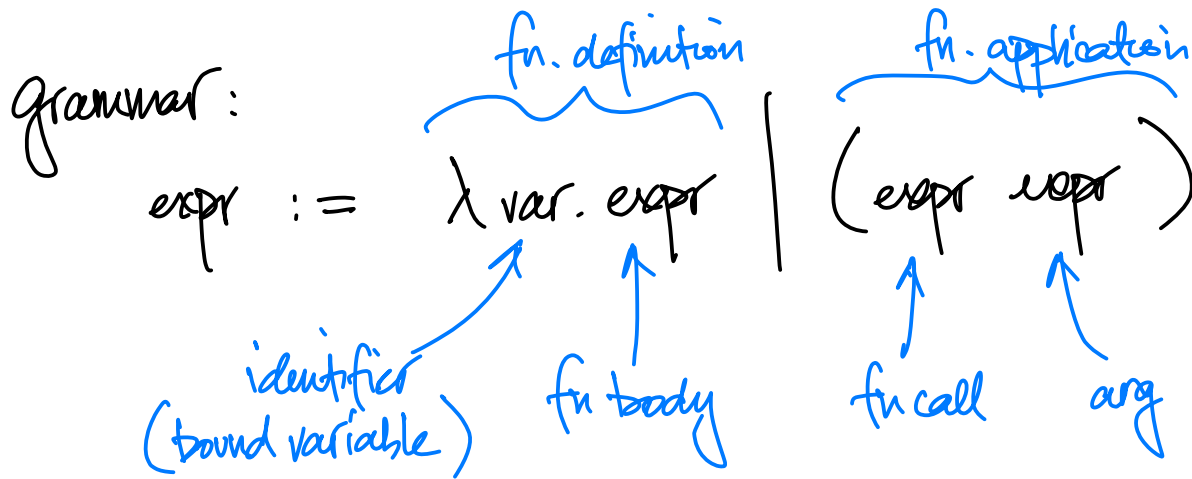 fn. definition fn. application
grammar:
expr := λ var. expr | (expr expr)
identifier fn body fn call arg
(bound variable)